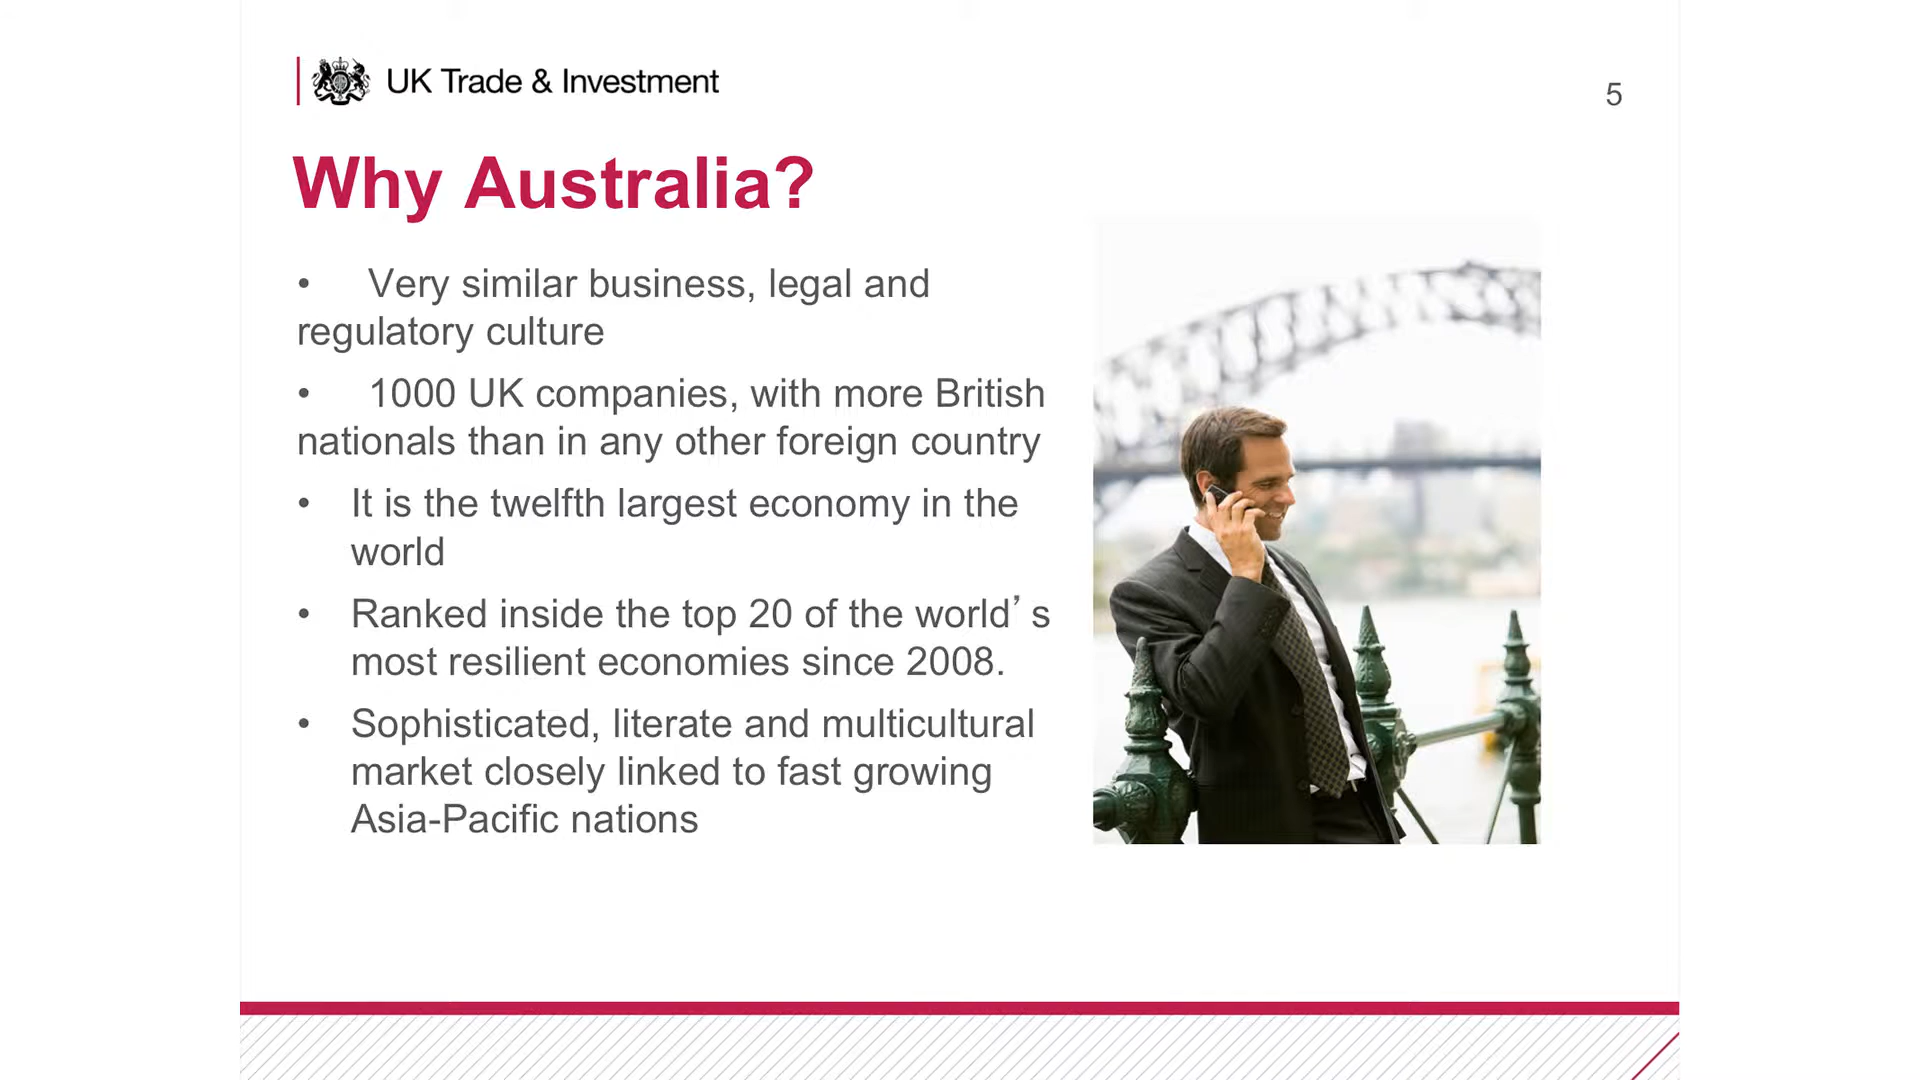 UK Trade & Investment
5
Why Australia?
• Very similar business, legal and
regulatory culture
• 1000 UK companies, with more British
nationals than in any other foreign country
• It is the twelfth largest economy in the
world
• Ranked inside the top 20 of the world’s
most resilient economies since 2008.
• Sophisticated, literate and multicultural
market closely linked to fast growing
Asia-Pacific nations